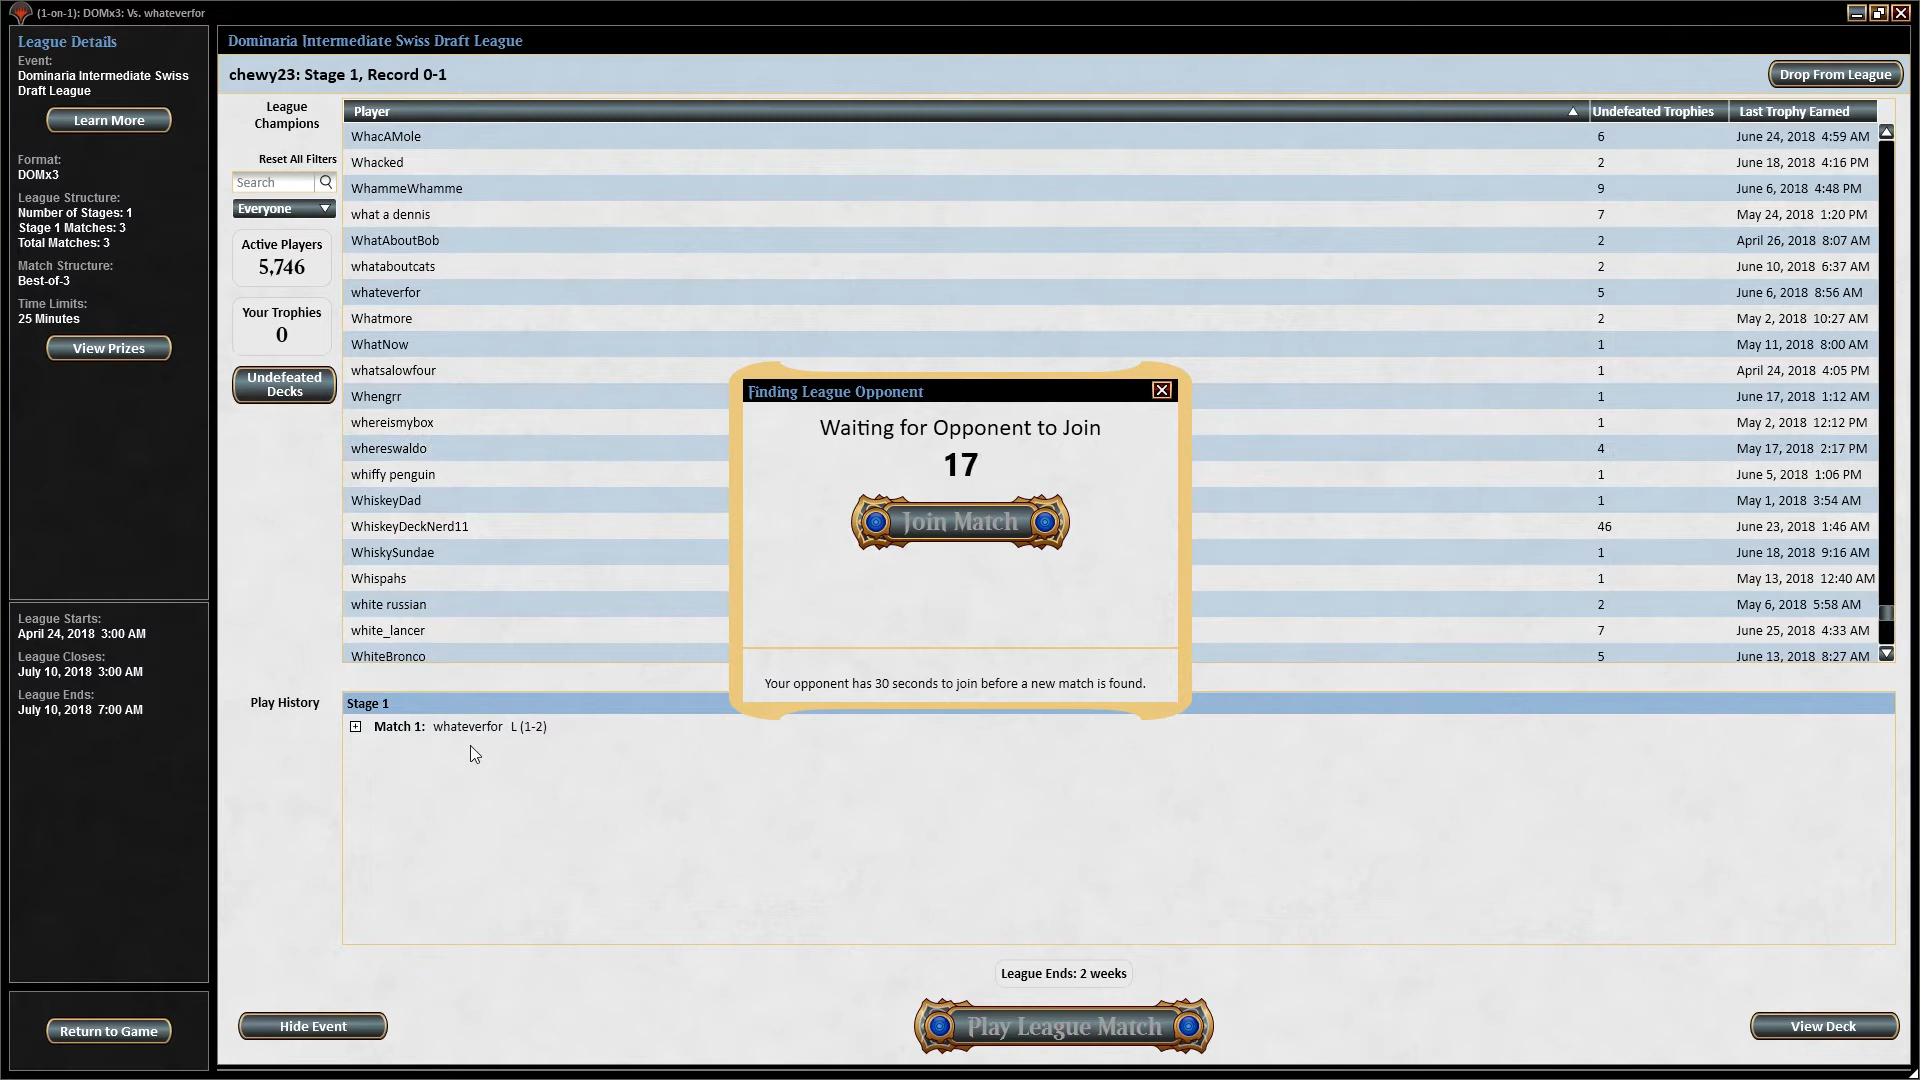 (1-on-1): DOMx3: Vs. whateverfor
League Details
Event:
Dominaria Intermediate Swiss
Draft League
Learn More
Format:
DOMx3
League Structure:
Number of Stages: 1
Stage 1 Matches: 3
Total Matches: 3
Match Structure:
Best-of-3
Time Limits:
25 Minutes
View Prizes
League Starts:
April 24, 2018 3:00 AM
League Closes:
July 10, 2018 3:00 AM
League Ends:
July 10, 2018 7:00 AM
Return to Game
Dominaria Intermediate Swiss Draft League
chewy23: Stage 1, Record 0-1
Drop From League
League
Champions
Reset All Filters
Search
Everyone
Active Players
5,746
Your Trophies
0
Undefeated
Decks
Player Undefeated Trophies Last Trophy Earned
WhacAMole 6 June 24, 2018 4:59 AM
Whacked 2 June 18, 2018 4:16 PM
WhammeWhamme 9 June 6, 2018 4:48 PM
what a dennis 7 May 24, 2018 1:20 PM
WhatAboutBob 2 April 26, 2018 8:07 AM
whataboutcats 2 June 10, 2018 6:37 AM
whateverfor 5 June 6, 2018 8:56 AM
Whatmore 2 May 2, 2018 10:27 AM
WhatNow 1 May 11, 2018 8:00 AM
whatsalowfour 1 April 24, 2018 4:05 PM
Whengrr 1 June 17, 2018 1:12 AM
whereismybox 1 May 2, 2018 12:12 PM
whereswaldo 4 May 17, 2018 2:17 PM
whiffy penguin 1 June 5, 2018 1:06 PM
WhiskeyDad 1 May 1, 2018 3:54 AM
WhiskeyDeckNerd11 46 June 23, 2018 1:46 AM
WhiskySundae 1 June 18, 2018 9:16 AM
Whispahs 1 May 13, 2018 12:40 AM
white russian 2 May 6, 2018 5:58 AM
white_lancer 7 June 25, 2018 4:33 AM
WhiteBronco 5 June 13, 2018 8:27 AM
Finding League Opponent
Waiting for Opponent to Join
17
Join Match
Your opponent has 30 seconds to join before a new match is found.
Play History
Stage 1
Match 1: whateverfor L (1-2)
League Ends: 2 weeks
Hide Event
Play League Match
View Deck